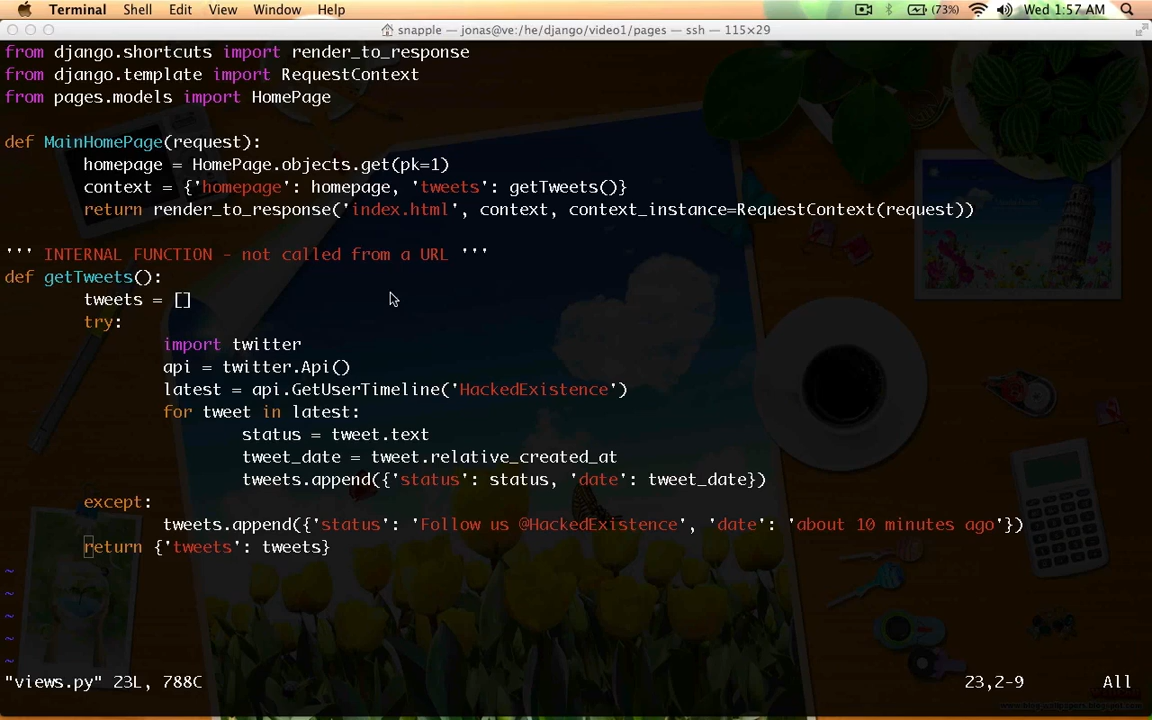 Terminal Shell Edit View Window Help (73%) Wed 1:57 AM
snapple — jonas@ve:/he/django/video1/pages — ssh — 115×29
from django.shortcuts import render_to_response
from django.template import RequestContext
from pages.models import HomePage
def MainHomePage(request):
homepage = HomePage.objects.get(pk=1)
context = {'homepage': homepage, 'tweets': getTweets()}
return render_to_response('index.html', context, context_instance=RequestContext(request))
''' INTERNAL FUNCTION - not called from a URL '''
def getTweets():
tweets = []
try:
import twitter
api = twitter.Api()
latest = api.GetUserTimeline('HackedExistence')
for tweet in latest:
status = tweet.text
tweet_date = tweet.relative_created_at
tweets.append({'status': status, 'date': tweet_date})
except:
tweets.append({'status': 'Follow us @HackedExistence', 'date': 'about 10 minutes ago'})
return {'tweets': tweets}
~
~
~
~
~
"views.py" 23L, 788C 23,2-9 All